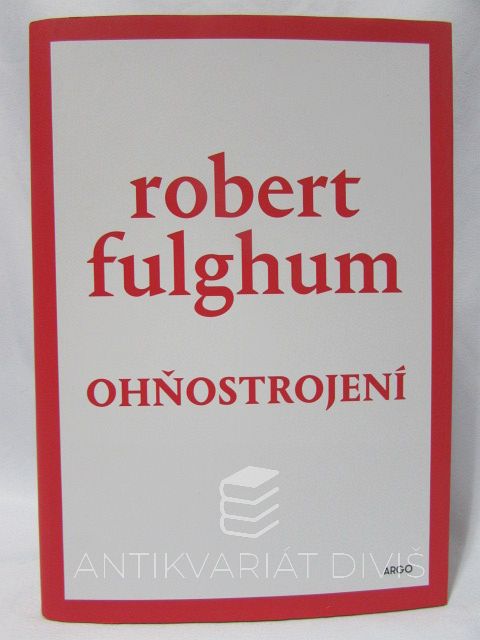 robert
fulghum
OHŇOSTROJENÍ
ANTIKVARIÁT DIVIŠ
ARGO